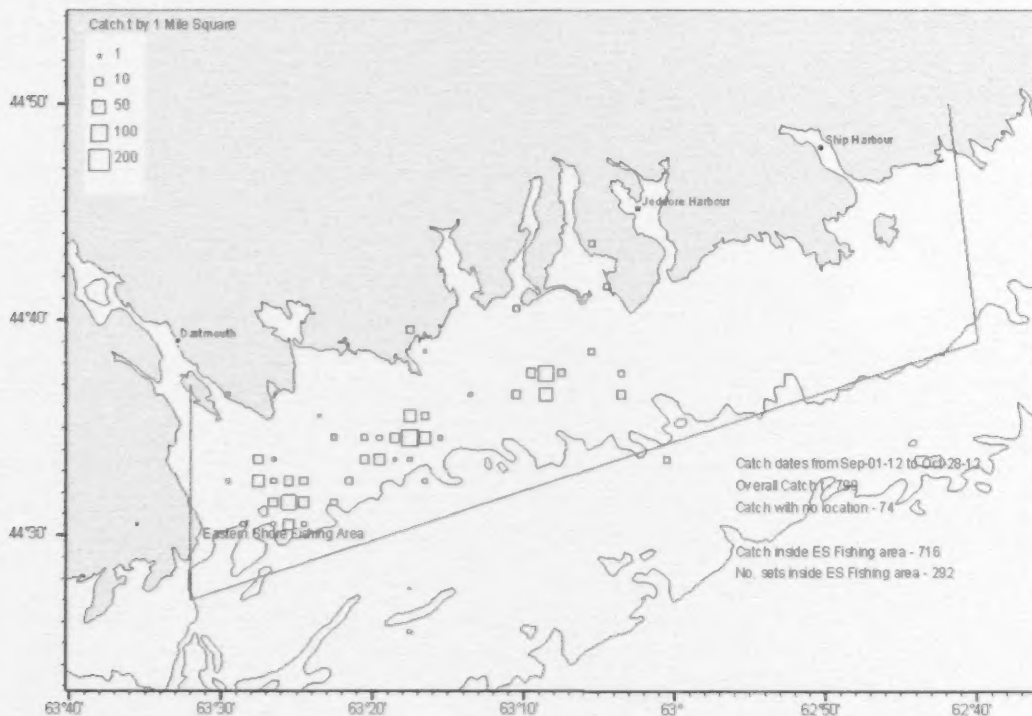 Catch t by 1 Mile Square
1
10
50
100
200
44°50'
44°40'
44°30'
Ship Harbour
Jeddore Harbour
Dartmouth
Eastern Shore Fishing Area
Catch dates from Sep-01-12 to Oct-28-12
Overall Catch t - 799
Catch with no location - 74
Catch inside ES Fishing area - 716
No. sets inside ES Fishing area - 292
63°40' 63°30' 63°20' 63°10' 63° 62°50' 62°40'